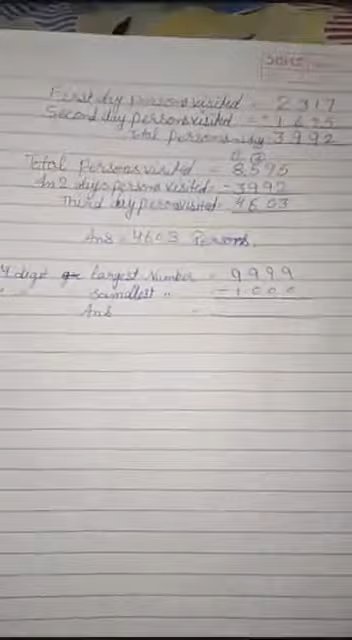 First day persons visited = 2317
Second day persons visited = 1675
Total persons 3992
Total Persons visited = 8595
In 2 days persons visited - 3992
Third day persons visited 4603
Ans = 4603 Persons.
4 digit Largest Number = 9999
Smallest " - 1000
Ans -